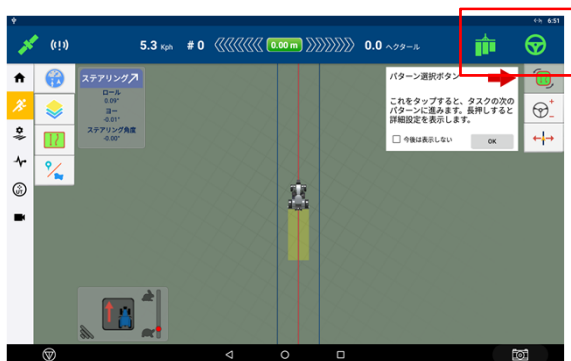 6:51
5.3 Kph # 0 0.00 m 0.0 ヘクタール
ステアリング
ロール
0.09°
ヨー
-0.01°
ステアリング角度
-0.00°
パターン選択ボタン
これをタップすると、タスクの次の
パターンに進みます。長押しすると
詳細設定を表示します。
今後は表示しない
OK